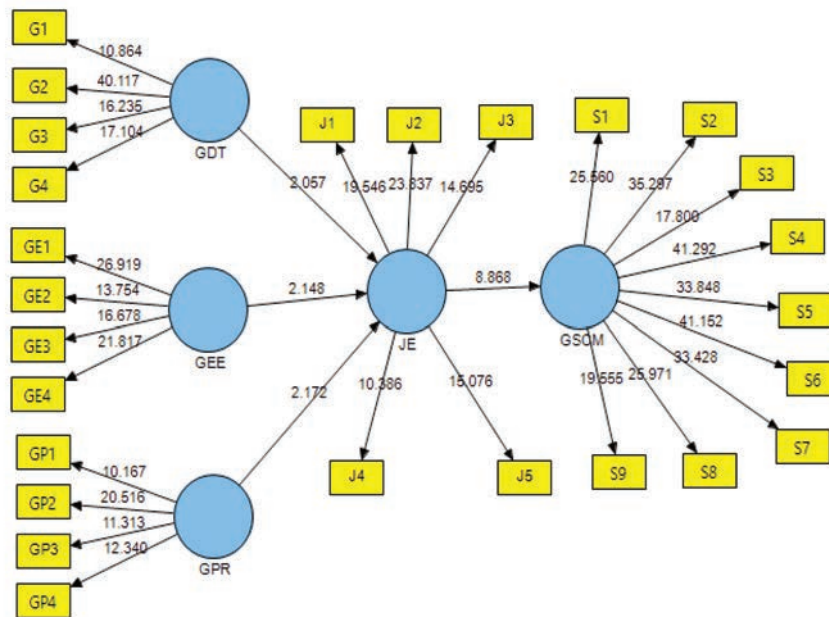 G1
10.864
G2
40.117
G3
16.235
17.104
G4
GDT
J1
J2
J3
19.546
23.837
14.695
2.057
S1
S2
S3
S4
S5
S6
S7
S8
S9
25.560
35.297
17.800
41.292
33.848
41.152
33.428
25.971
19.555
GSCM
GE1
26.919
GE2
13.754
GE3
16.678
21.817
GE4
GEE
2.148
JE
8.868
2.172
10.386
15.076
J4
J5
GP1
10.167
GP2
20.516
11.313
GP3
12.340
GP4
GPR